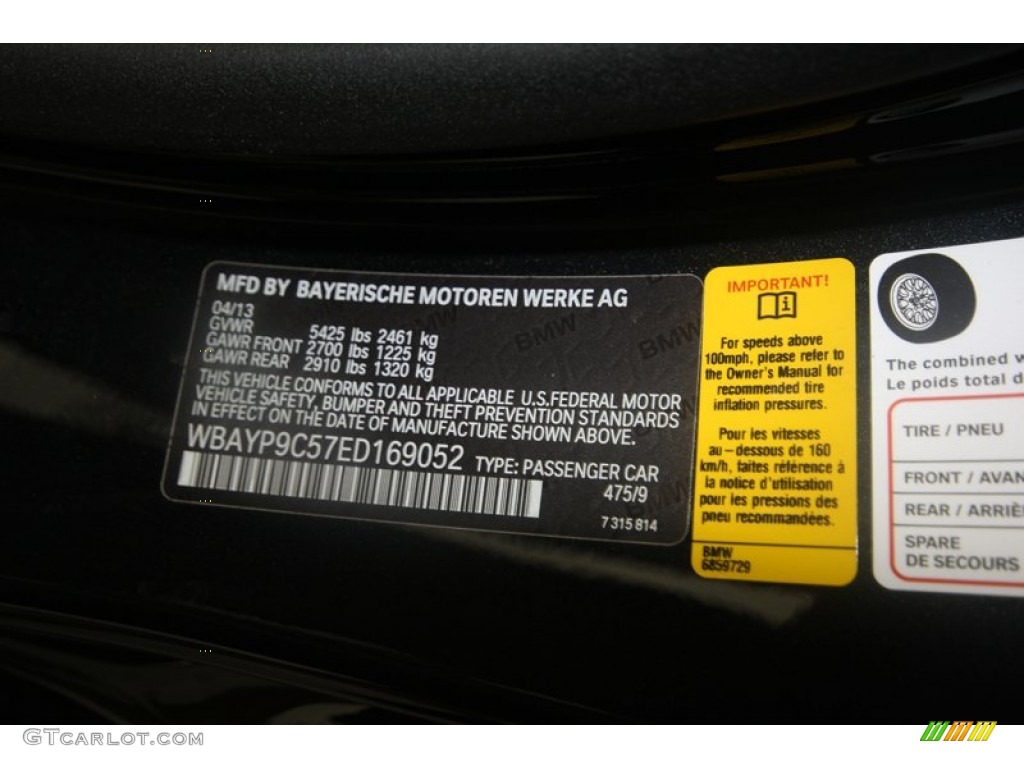 MFD BY BAYERISCHE MOTOREN WERKE AG
04/13
GVWR 5425 lbs 2461 kg
GAWR FRONT 2700 lbs 1225 kg
GAWR REAR 2910 lbs 1320 kg
THIS VEHICLE CONFORMS TO ALL APPLICABLE U.S.FEDERAL MOTOR
VEHICLE SAFETY, BUMPER AND THEFT PREVENTION STANDARDS
IN EFFECT ON THE DATE OF MANUFACTURE SHOWN ABOVE.
WBAYP9C57ED169052 TYPE: PASSENGER CAR
475/9
7 315 814
BMW
BMW
BMW
IMPORTANT!
For speeds above
100mph, please refer to
the Owner's Manual for
recommended tire
inflation pressures.
Pour les vitesses
au-dessous de 160
km/h, faites référence à
la notice d'utilisation
pour les pressions des
pneu recommandées.
BMW
6859729
The combined w
Le poids total d
TIRE / PNEU
FRONT / AVAN
REAR / ARRIÈ
SPARE
DE SECOURS
GTCARLOT.COM